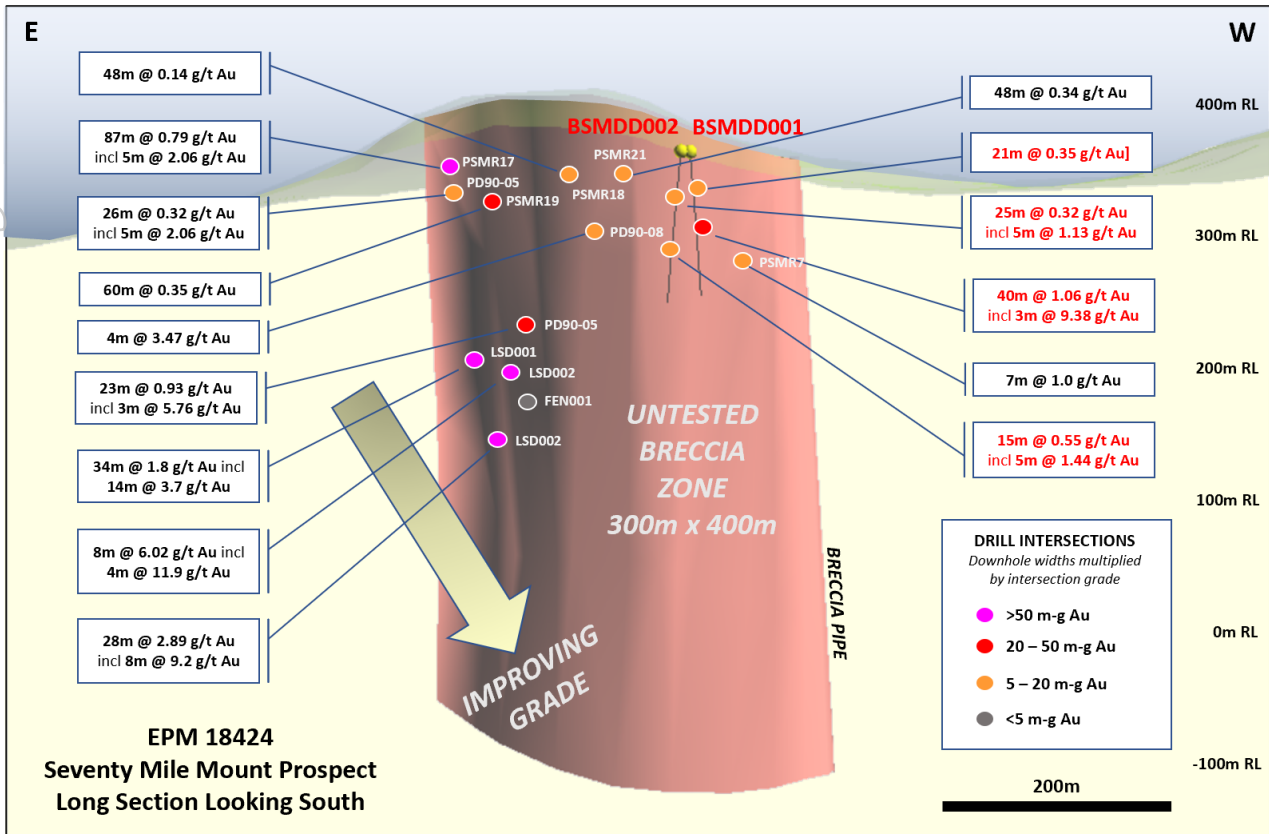 E
W
48m @ 0.14 g/t Au
87m @ 0.79 g/t Au
incl 5m @ 2.06 g/t Au
26m @ 0.32 g/t Au
incl 5m @ 2.06 g/t Au
60m @ 0.35 g/t Au
4m @ 3.47 g/t Au
23m @ 0.93 g/t Au
incl 3m @ 5.76 g/t Au
34m @ 1.8 g/t Au incl
14m @ 3.7 g/t Au
8m @ 6.02 g/t Au incl
4m @ 11.9 g/t Au
28m @ 2.89 g/t Au
incl 8m @ 9.2 g/t Au
EPM 18424
Seventy Mile Mount Prospect
Long Section Looking South
BSMDD002 BSMDD001
PSMR17
PSMR21
PD90-05
PSMR18
PSMR19
PD90-08
PSMR7
PD90-05
LSD001
LSD002
FEN001
LSD002
UNTESTED
BRECCIA
ZONE
300m x 400m
IMPROVING
GRADE
BRECCIA PIPE
48m @ 0.34 g/t Au
21m @ 0.35 g/t Au]
25m @ 0.32 g/t Au
incl 5m @ 1.13 g/t Au
40m @ 1.06 g/t Au
incl 3m @ 9.38 g/t Au
7m @ 1.0 g/t Au
15m @ 0.55 g/t Au
incl 5m @ 1.44 g/t Au
400m RL
300m RL
200m RL
100m RL
0m RL
-100m RL
DRILL INTERSECTIONS
Downhole widths multiplied
by intersection grade
>50 m-g Au
20 – 50 m-g Au
5 – 20 m-g Au
<5 m-g Au
200m